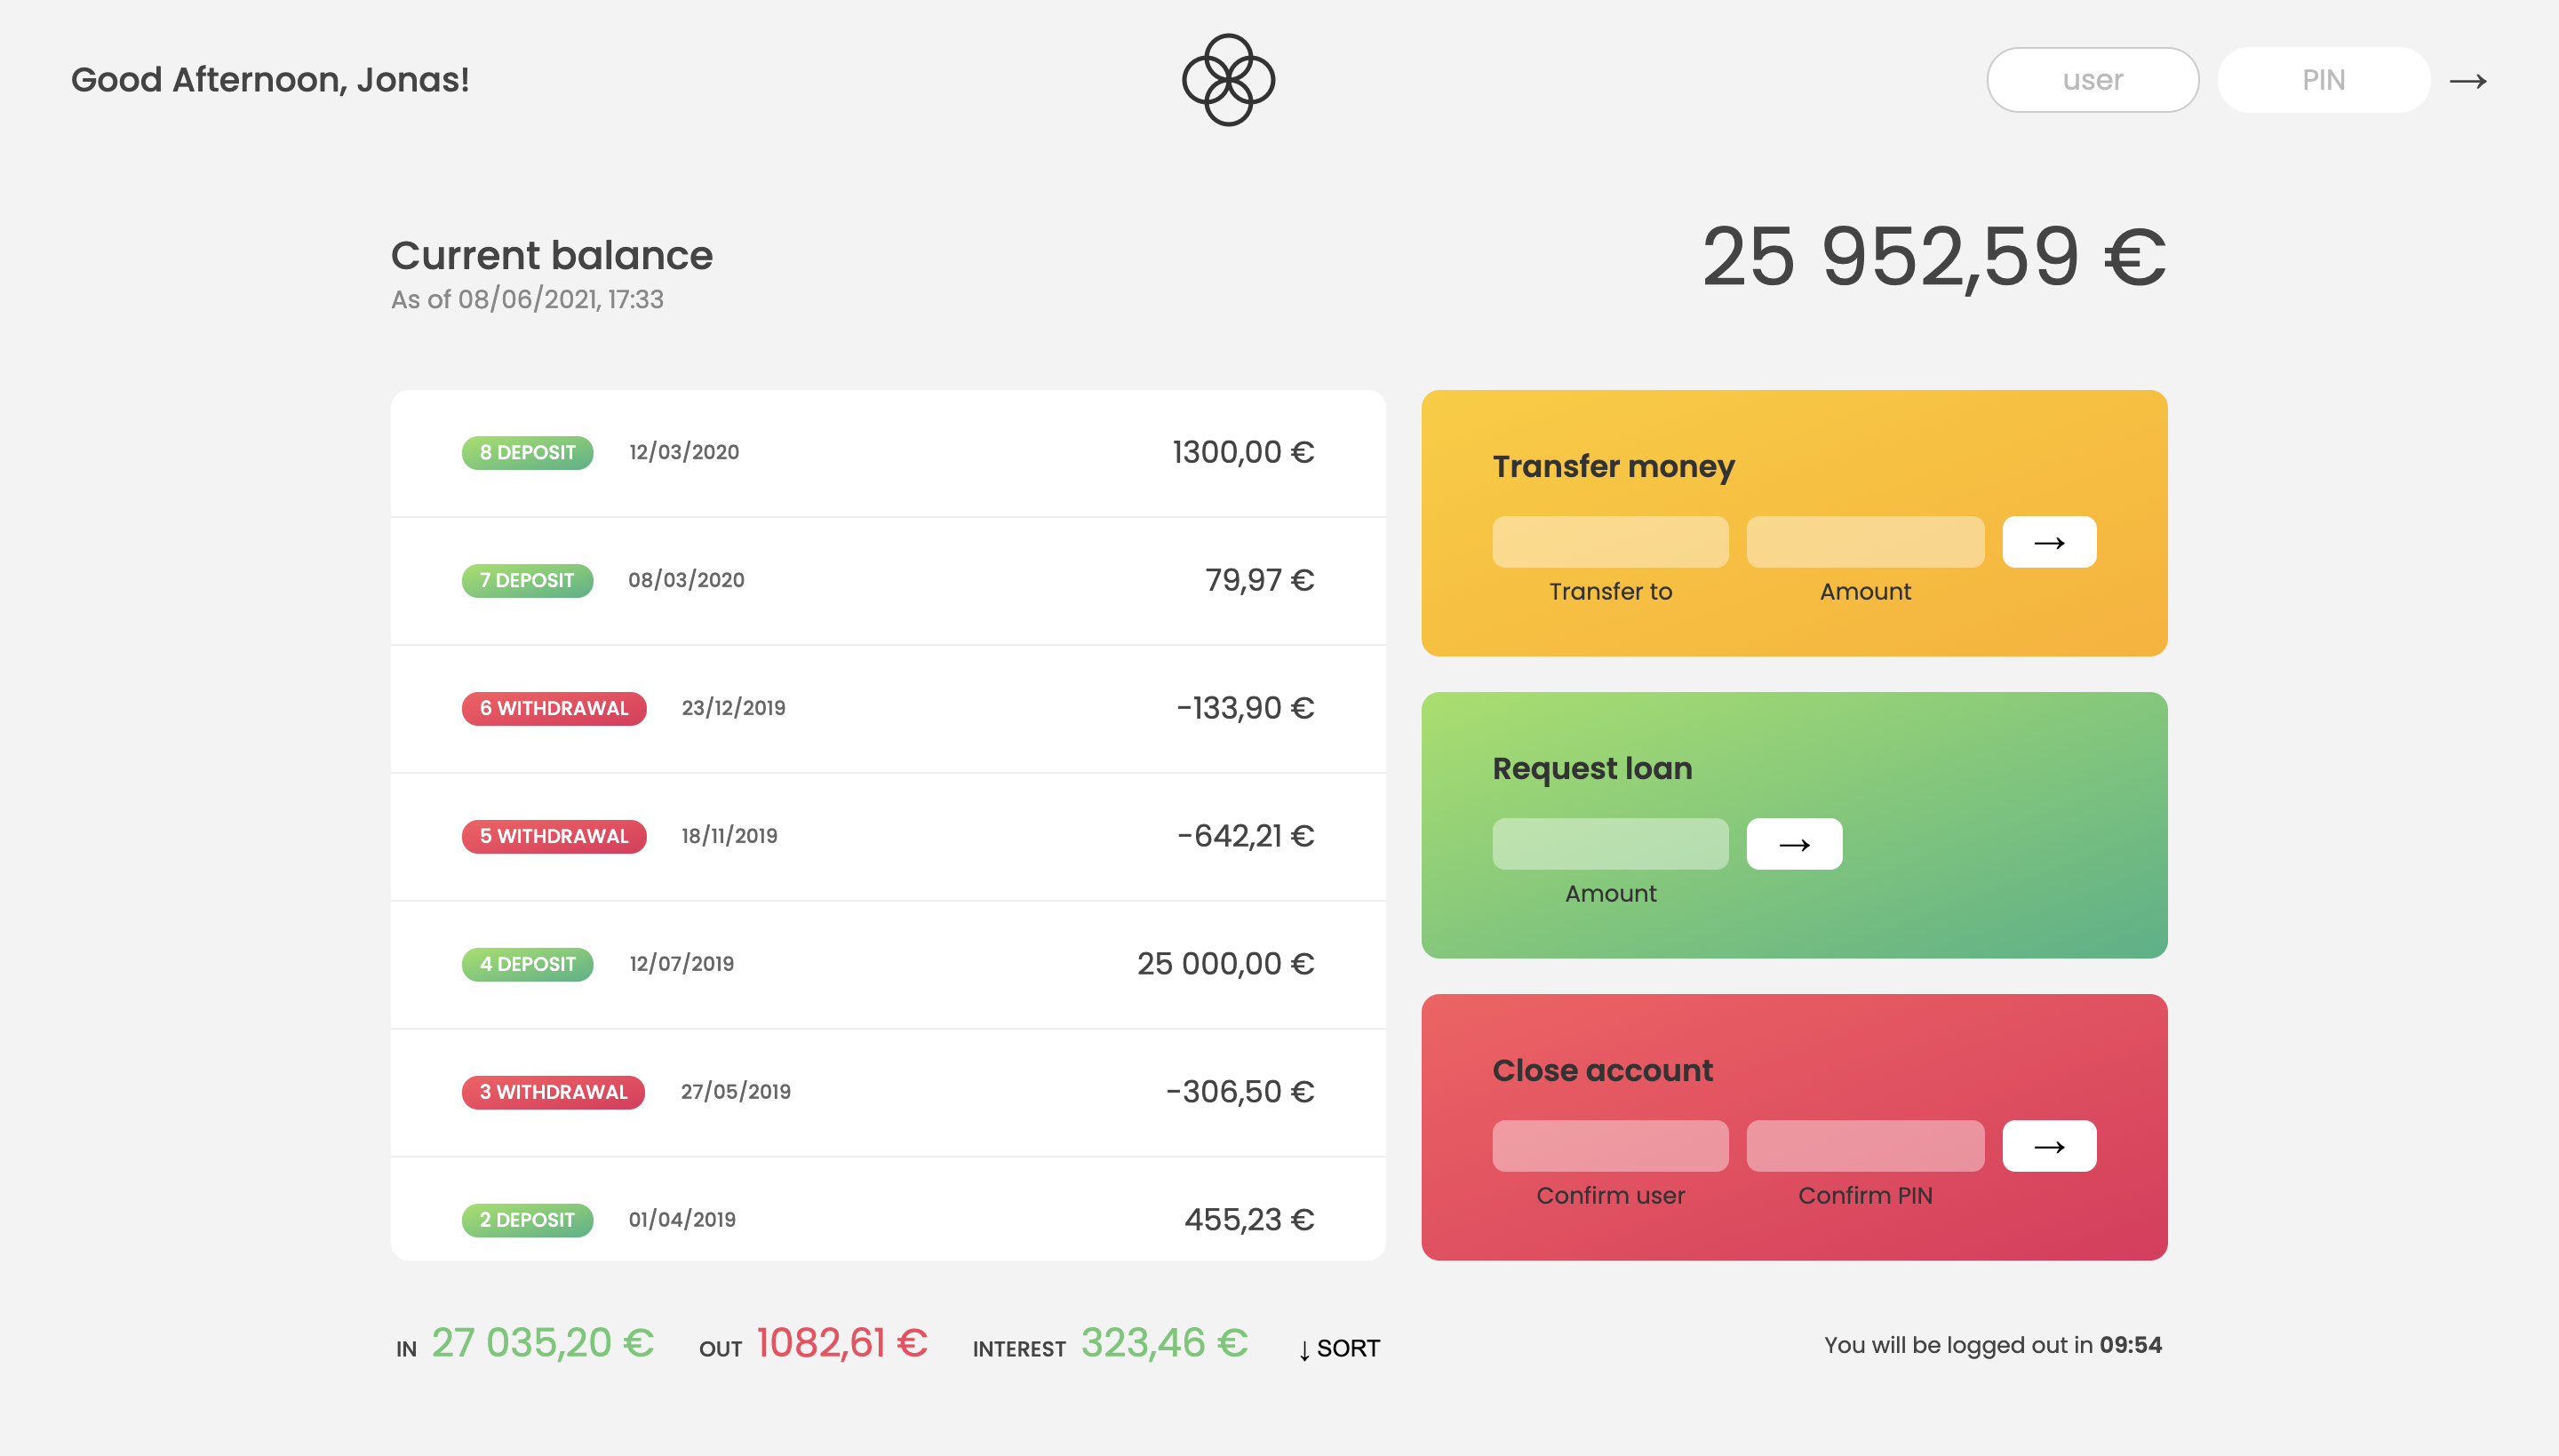 Good Afternoon, Jonas!
user
PIN
→
Current balance
As of 08/06/2021, 17:33
25 952,59 €
8 DEPOSIT 12/03/2020 1300,00 €
7 DEPOSIT 08/03/2020 79,97 €
6 WITHDRAWAL 23/12/2019 -133,90 €
5 WITHDRAWAL 18/11/2019 -642,21 €
4 DEPOSIT 12/07/2019 25 000,00 €
3 WITHDRAWAL 27/05/2019 -306,50 €
2 DEPOSIT 01/04/2019 455,23 €
Transfer money
→
Transfer to Amount
Request loan
→
Amount
Close account
→
Confirm user Confirm PIN
IN 27 035,20 € OUT 1082,61 € INTEREST 323,46 € ↓ SORT
You will be logged out in 09:54